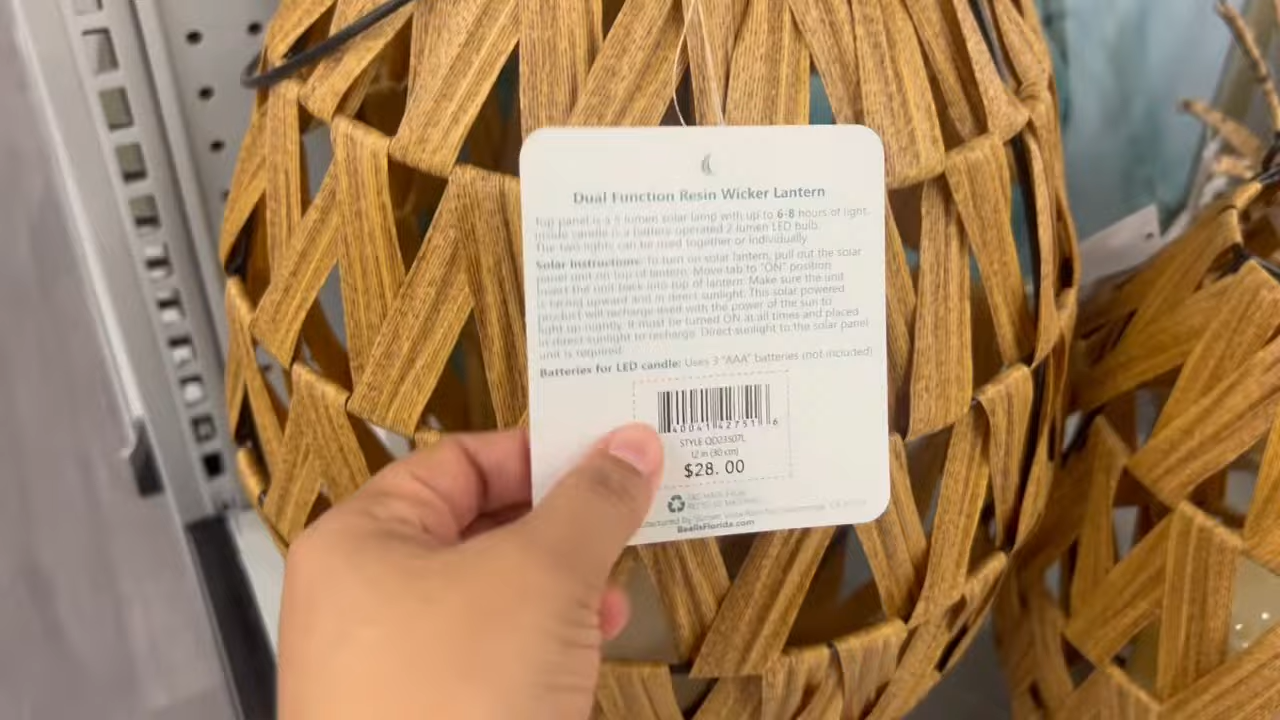 Dual Function Resin Wicker Lantern
Top panel is a 5 lumen solar lamp with up to 6-8 hours of light.
Inside candle is a battery operated 2 lumen LED bulb.
The two lights can be used together or individually.
Solar Instructions: To turn on solar lantern, pull out the solar
panel unit on top of lantern. Move tab to "ON" position
insert the unit back into top of lantern. Make sure the unit
is facing upward and in direct sunlight. This solar powered
product will recharge used with the power of the sun to
light up nightly. It must be turned ON at all times and placed
in direct sunlight to recharge. Direct sunlight to the solar panel
unit is required.
Batteries for LED candle: Uses 3 "AAA" batteries (not included)
40041 42751 6
STYLE QD23507L
12 in (30 cm)
$28.00
BeallsFlorida.com